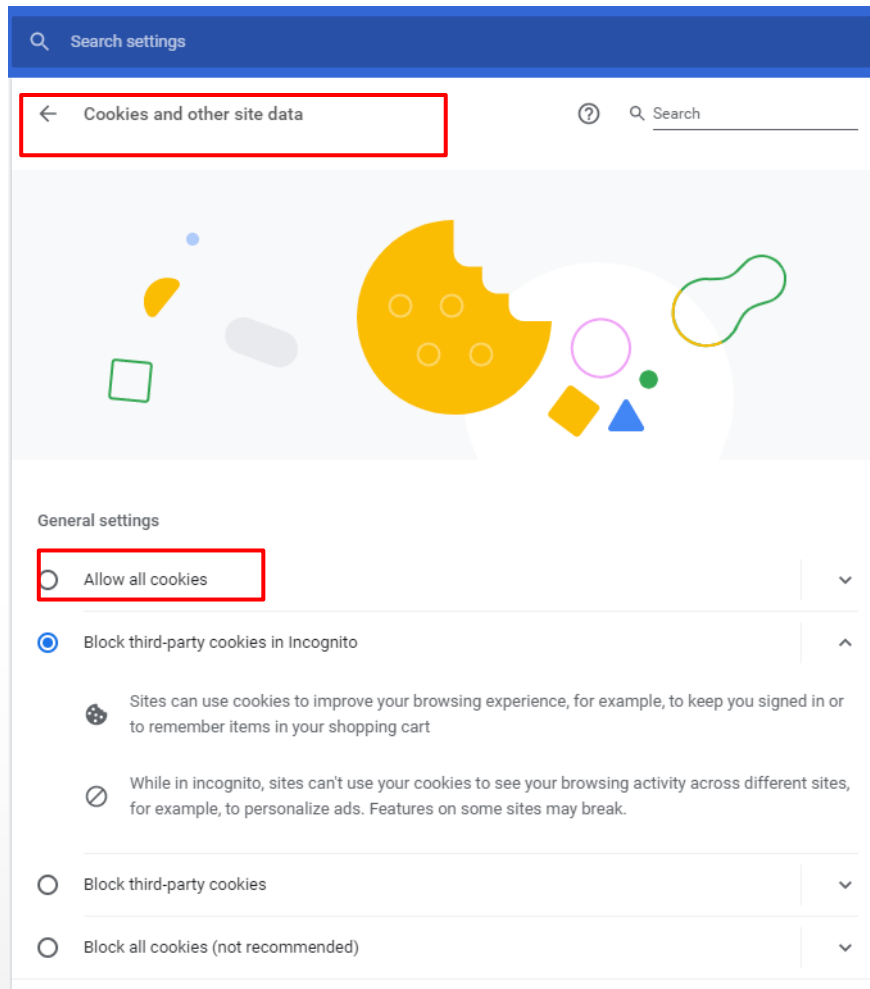 Search settings
Cookies and other site data
Search
General settings
Allow all cookies
Block third-party cookies in Incognito
Sites can use cookies to improve your browsing experience, for example, to keep you signed in or
to remember items in your shopping cart
While in incognito, sites can't use your cookies to see your browsing activity across different sites,
for example, to personalize ads. Features on some sites may break.
Block third-party cookies
Block all cookies (not recommended)